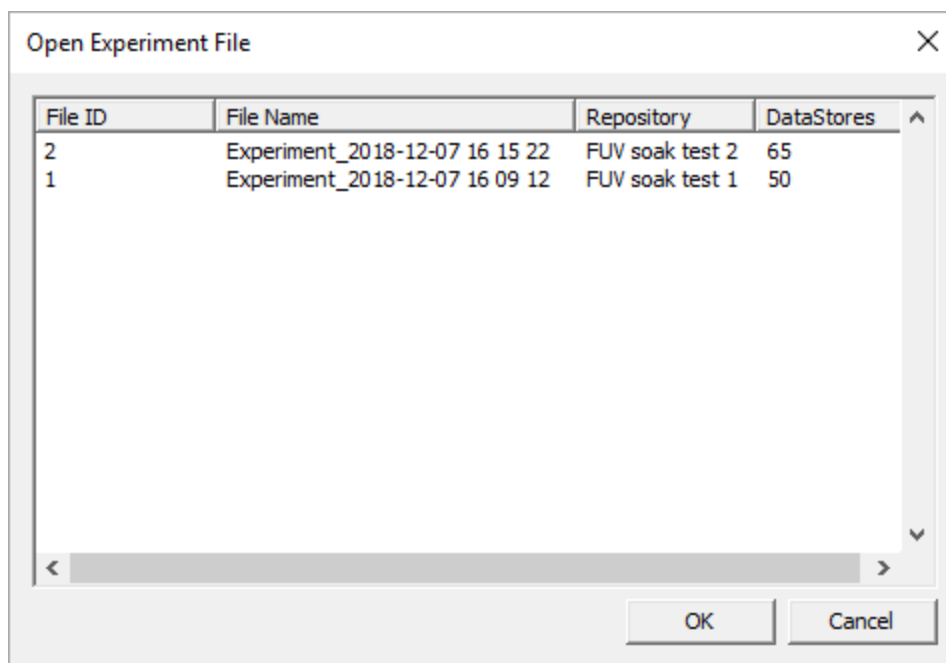 Open Experiment File
File ID File Name Repository DataStores
2 Experiment_2018-12-07 16 15 22 FUV soak test 2 65
1 Experiment_2018-12-07 16 09 12 FUV soak test 1 50
OK Cancel